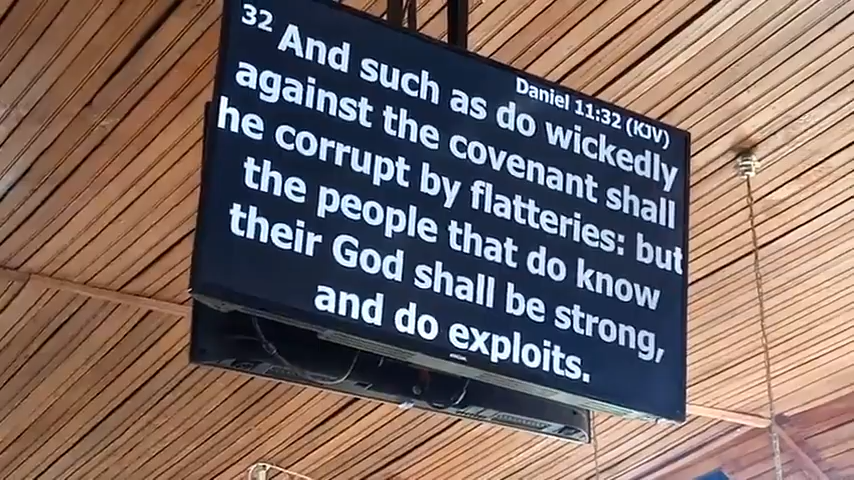 Daniel 11:32 (KJV)
32 And such as do wickedly
against the covenant shall
he corrupt by flatteries: but
the people that do know
their God shall be strong,
and do exploits.